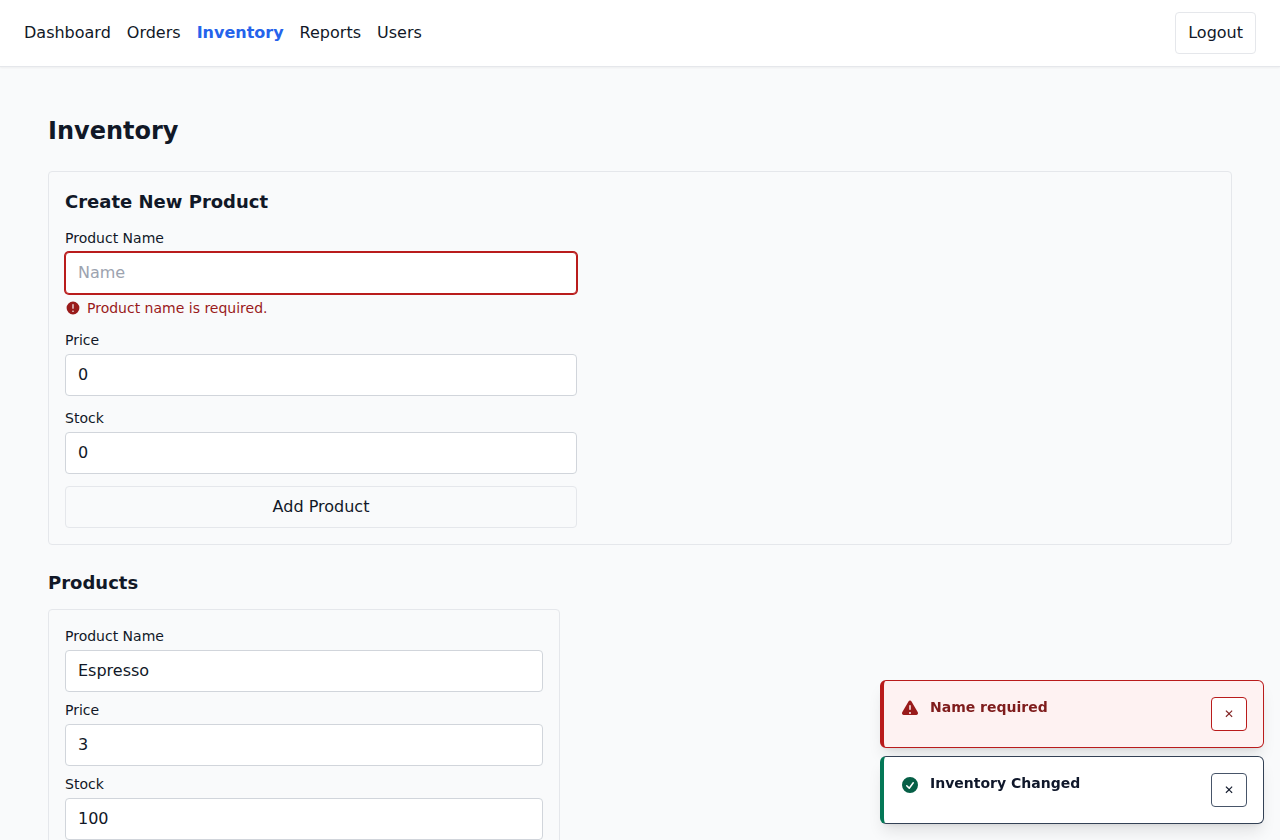 Dashboard Orders Inventory Reports Users Logout
Inventory
Create New Product
Product Name
Name
Product name is required.
Price
0
Stock
0
Add Product
Products
Product Name
Espresso
Price
3
Stock
100
Name required ×
Inventory Changed ×